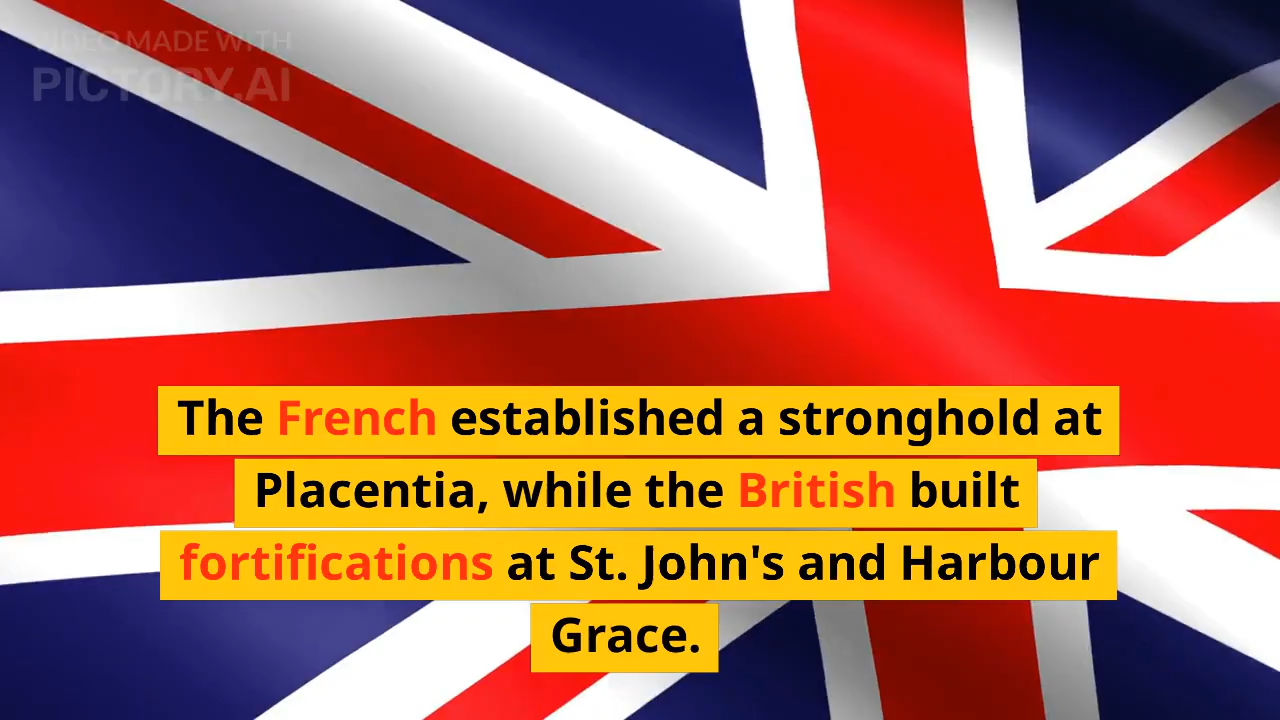 VIDEO MADE WITH
PICTORY.AI
The French established a stronghold at
Placentia, while the British built
fortifications at St. John's and Harbour
Grace.